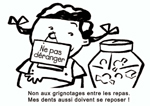 Ne pas
déranger
Non aux grignotages entre les repas.
Mes dents aussi doivent se reposer !